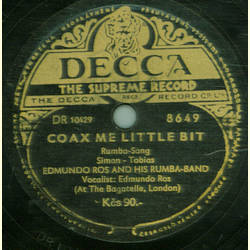 DECCA
THE SUPREME RECORD
THE DECCA RECORD CO. LTD.
DR 10429 8649
COAX ME LITTLE BIT
Rumba-Song
Simon - Tobias
EDMUNDO ROS AND HIS RUMBA-BAND
Vocalist: Edmundo Ros
(At The Bagatelle, London)
Kčs 90.-